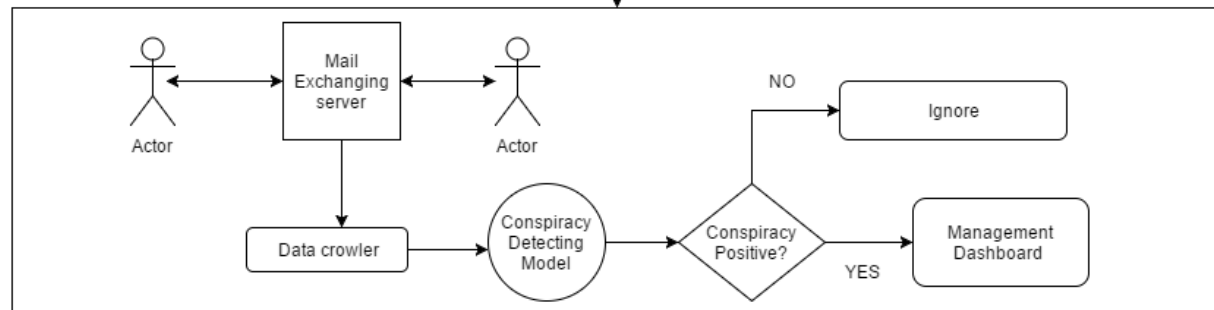 Mail
Exchanging
server
Actor
Actor
NO
Ignore
Data crowler
Conspiracy
Detecting
Model
Conspiracy
Positive?
YES
Management
Dashboard